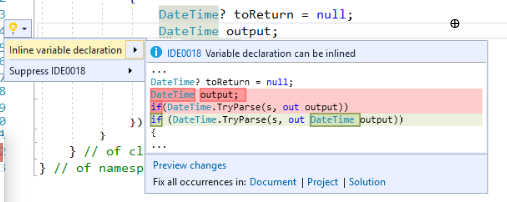 DateTime? toReturn = null;
DateTime output;
Inline variable declaration
Suppress IDE0018
IDE0018 Variable declaration can be inlined
...
DateTime? toReturn = null;
DateTime output;
if(DateTime.TryParse(s, out output))
if (DateTime.TryParse(s, out DateTime output))
{
...
Preview changes
Fix all occurrences in: Document | Project | Solution
})
}
} // of cl
} // of namesp